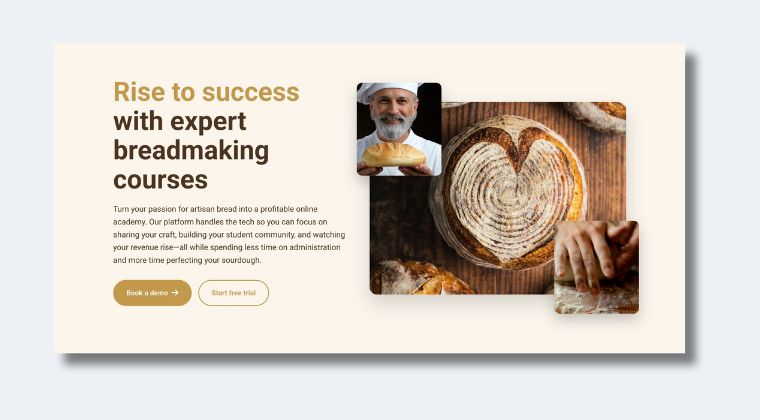 Rise to success
with expert
breadmaking
courses
Turn your passion for artisan bread into a profitable online
academy. Our platform handles the tech so you can focus on
sharing your craft, building your student community, and watching
your revenue rise—all while spending less time on administration
and more time perfecting your sourdough.
Book a demo →
Start free trial